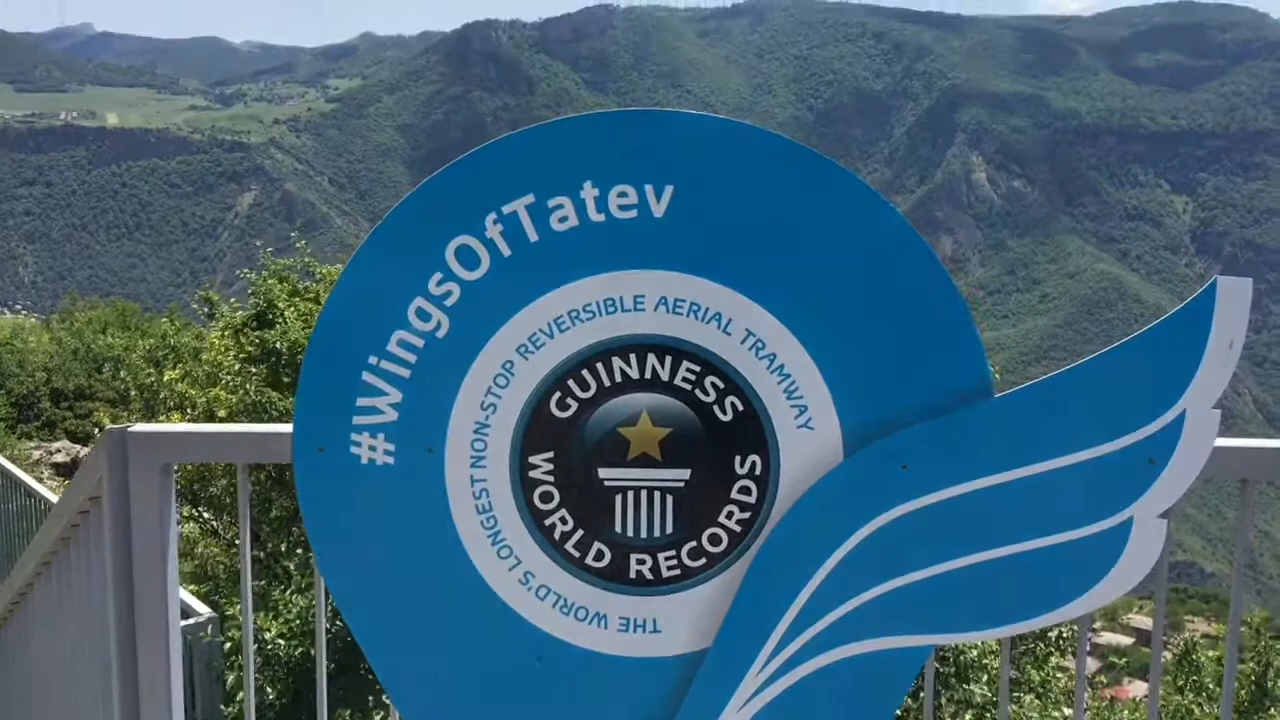 #WingsOfTatev
THE WORLD'S LONGEST NON-STOP REVERSIBLE AERIAL TRAMWAY
GUINNESS
WORLD RECORDS